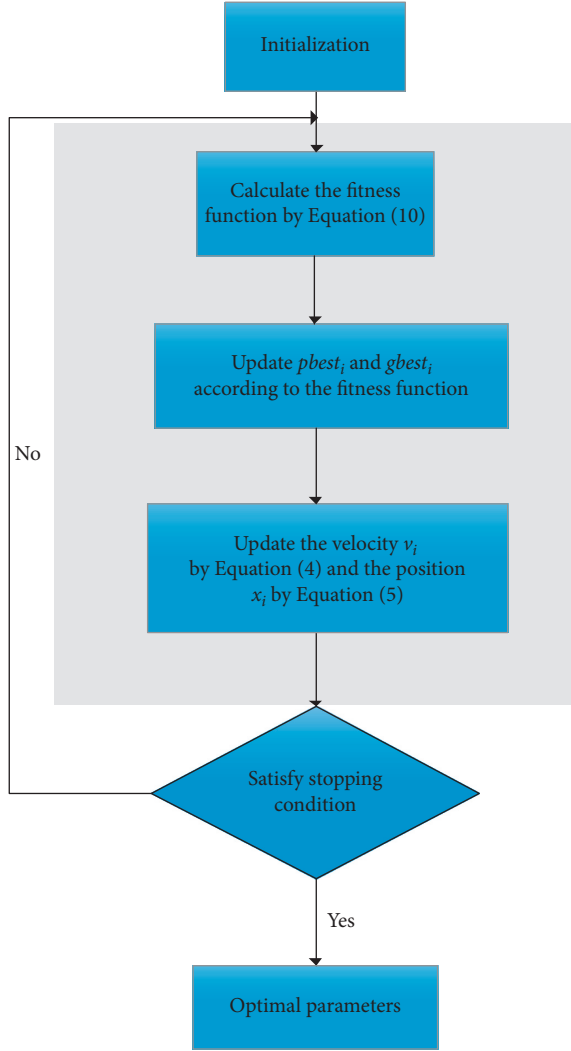 Initialization
Calculate the fitness
function by Equation (10)
Update pbestᵢ and gbestᵢ
according to the fitness function
No
Update the velocity vᵢ
by Equation (4) and the position
xᵢ by Equation (5)
Satisfy stopping
condition
Yes
Optimal parameters